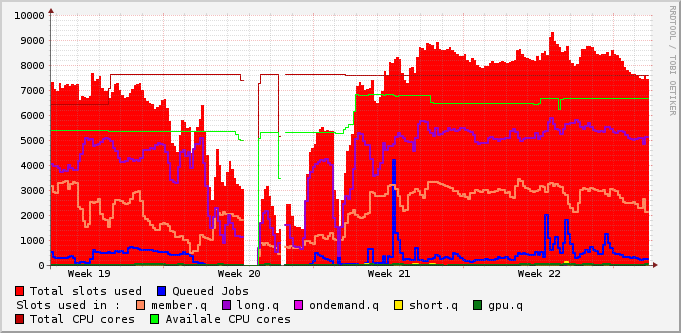 10000
9000
8000
7000
6000
5000
4000
3000
2000
1000
0
Week 19 Week 20 Week 21 Week 22
RRDTOOL / TOBI OETIKER
Total slots used Queued Jobs
Slots used in : member.q long.q ondemand.q short.q gpu.q
Total CPU cores Availale CPU cores